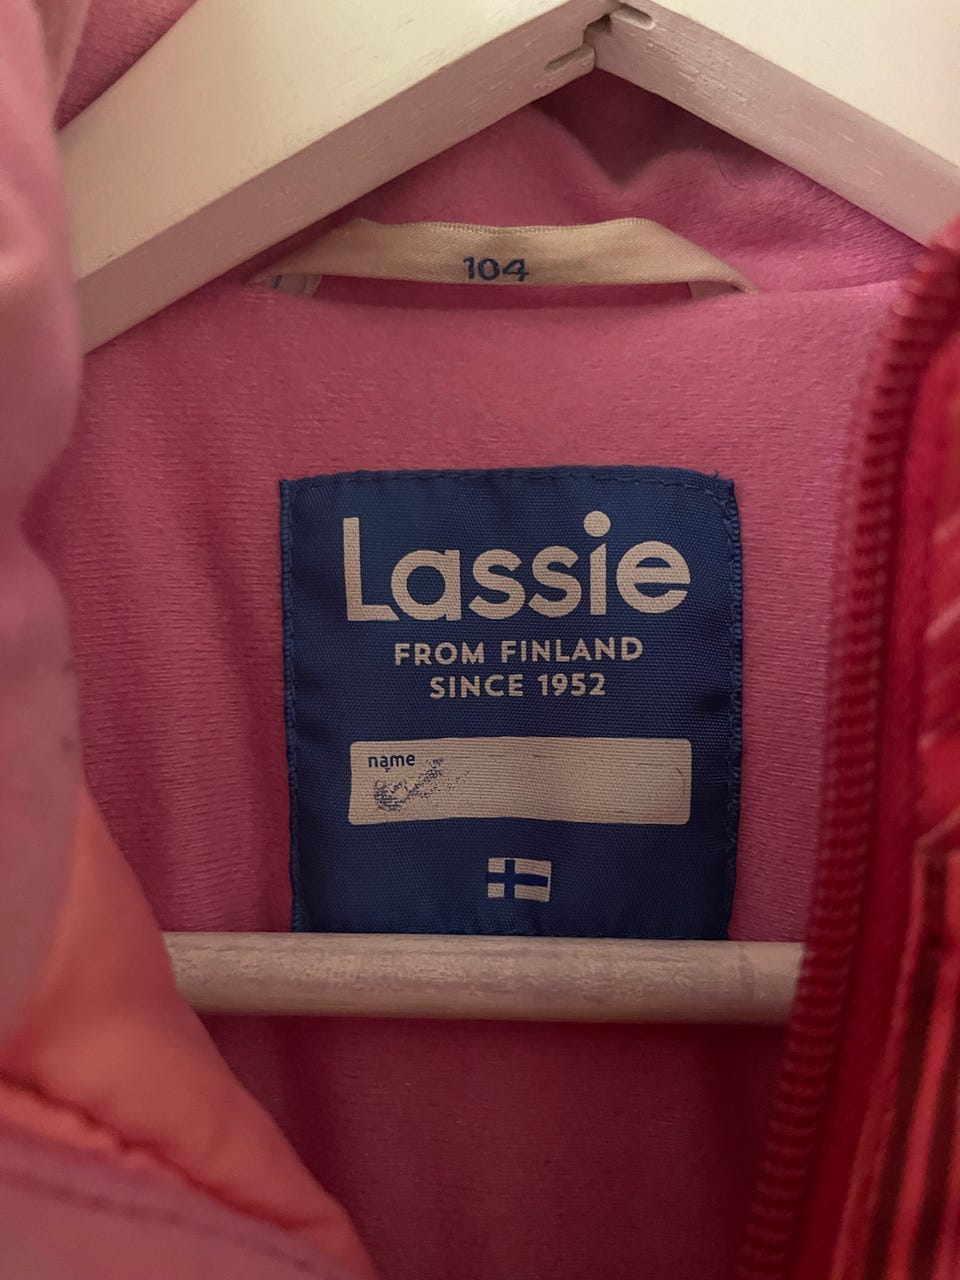 104
Lassie
FROM FINLAND
SINCE 1952
name